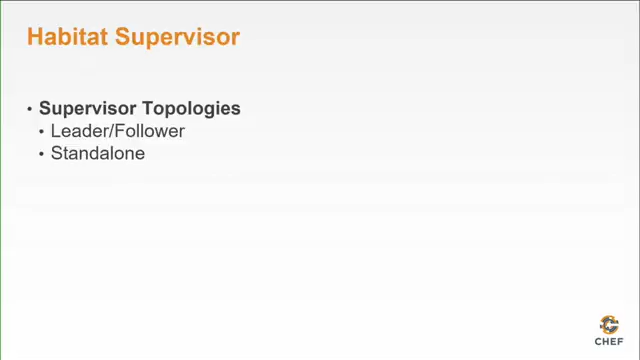 Habitat Supervisor
• Supervisor Topologies
• Leader/Follower
• Standalone
CHEF